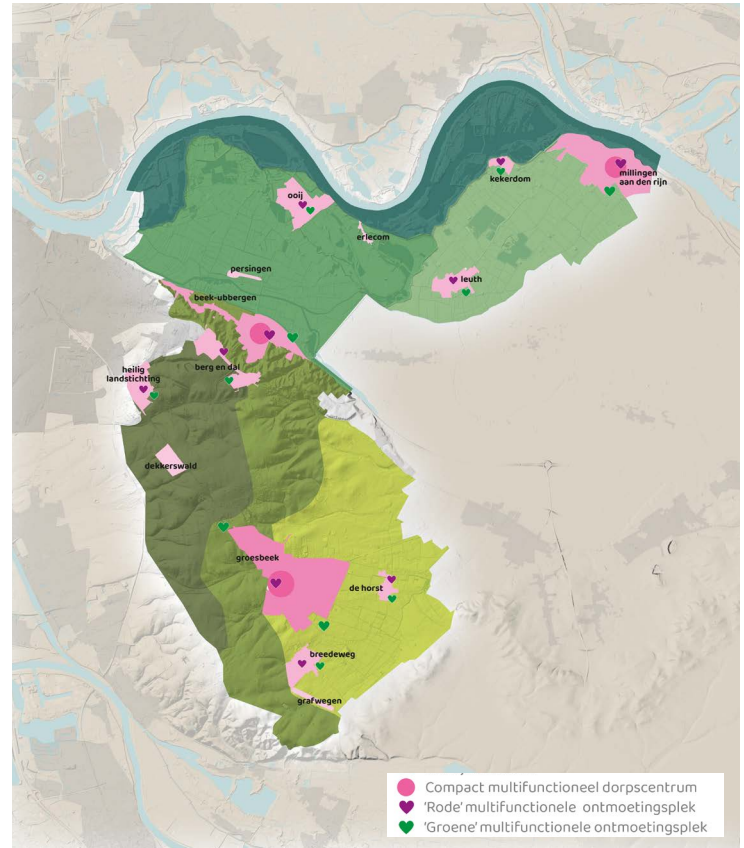 ooij
kekerdom
millingen
aan den rijn
erlecom
persingen
leuth
beek-ubbergen
berg en dal
heilig
landstichting
dekkerswald
groesbeek
de horst
breedeweg
grafwegen
Compact multifunctioneel dorpscentrum
'Rode' multifunctionele ontmoetingsplek
'Groene' multifunctionele ontmoetingsplek